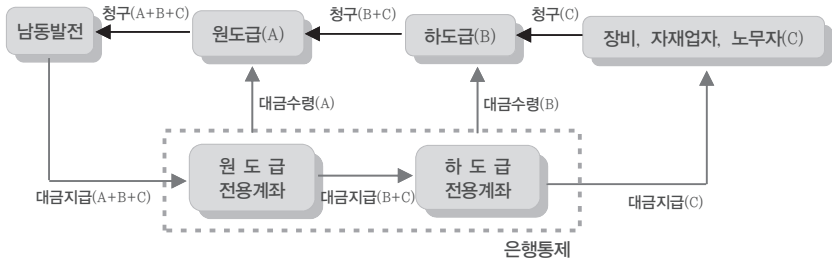 청구(A+B+C)
청구(B+C)
청구(C)
남동발전
원도급(A)
하도급(B)
장비, 자재업자, 노무자(C)
대금수령(A)
대금수령(B)
원 도 급
전용계좌
하 도 급
전용계좌
대금지급(A+B+C)
대금지급(B+C)
대금지급(C)
은행통제